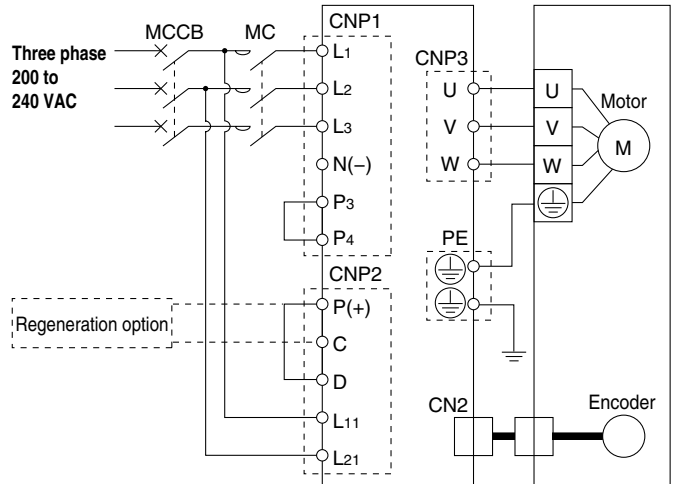 MCCB
MC
CNP1
Three phase
200 to
240 VAC
L1
L2
L3
N(−)
P3
P4
CNP3
U
V
W
U
V
W
Motor
M
PE
CNP2
Regeneration option
P(+)
C
D
L11
L21
CN2
Encoder